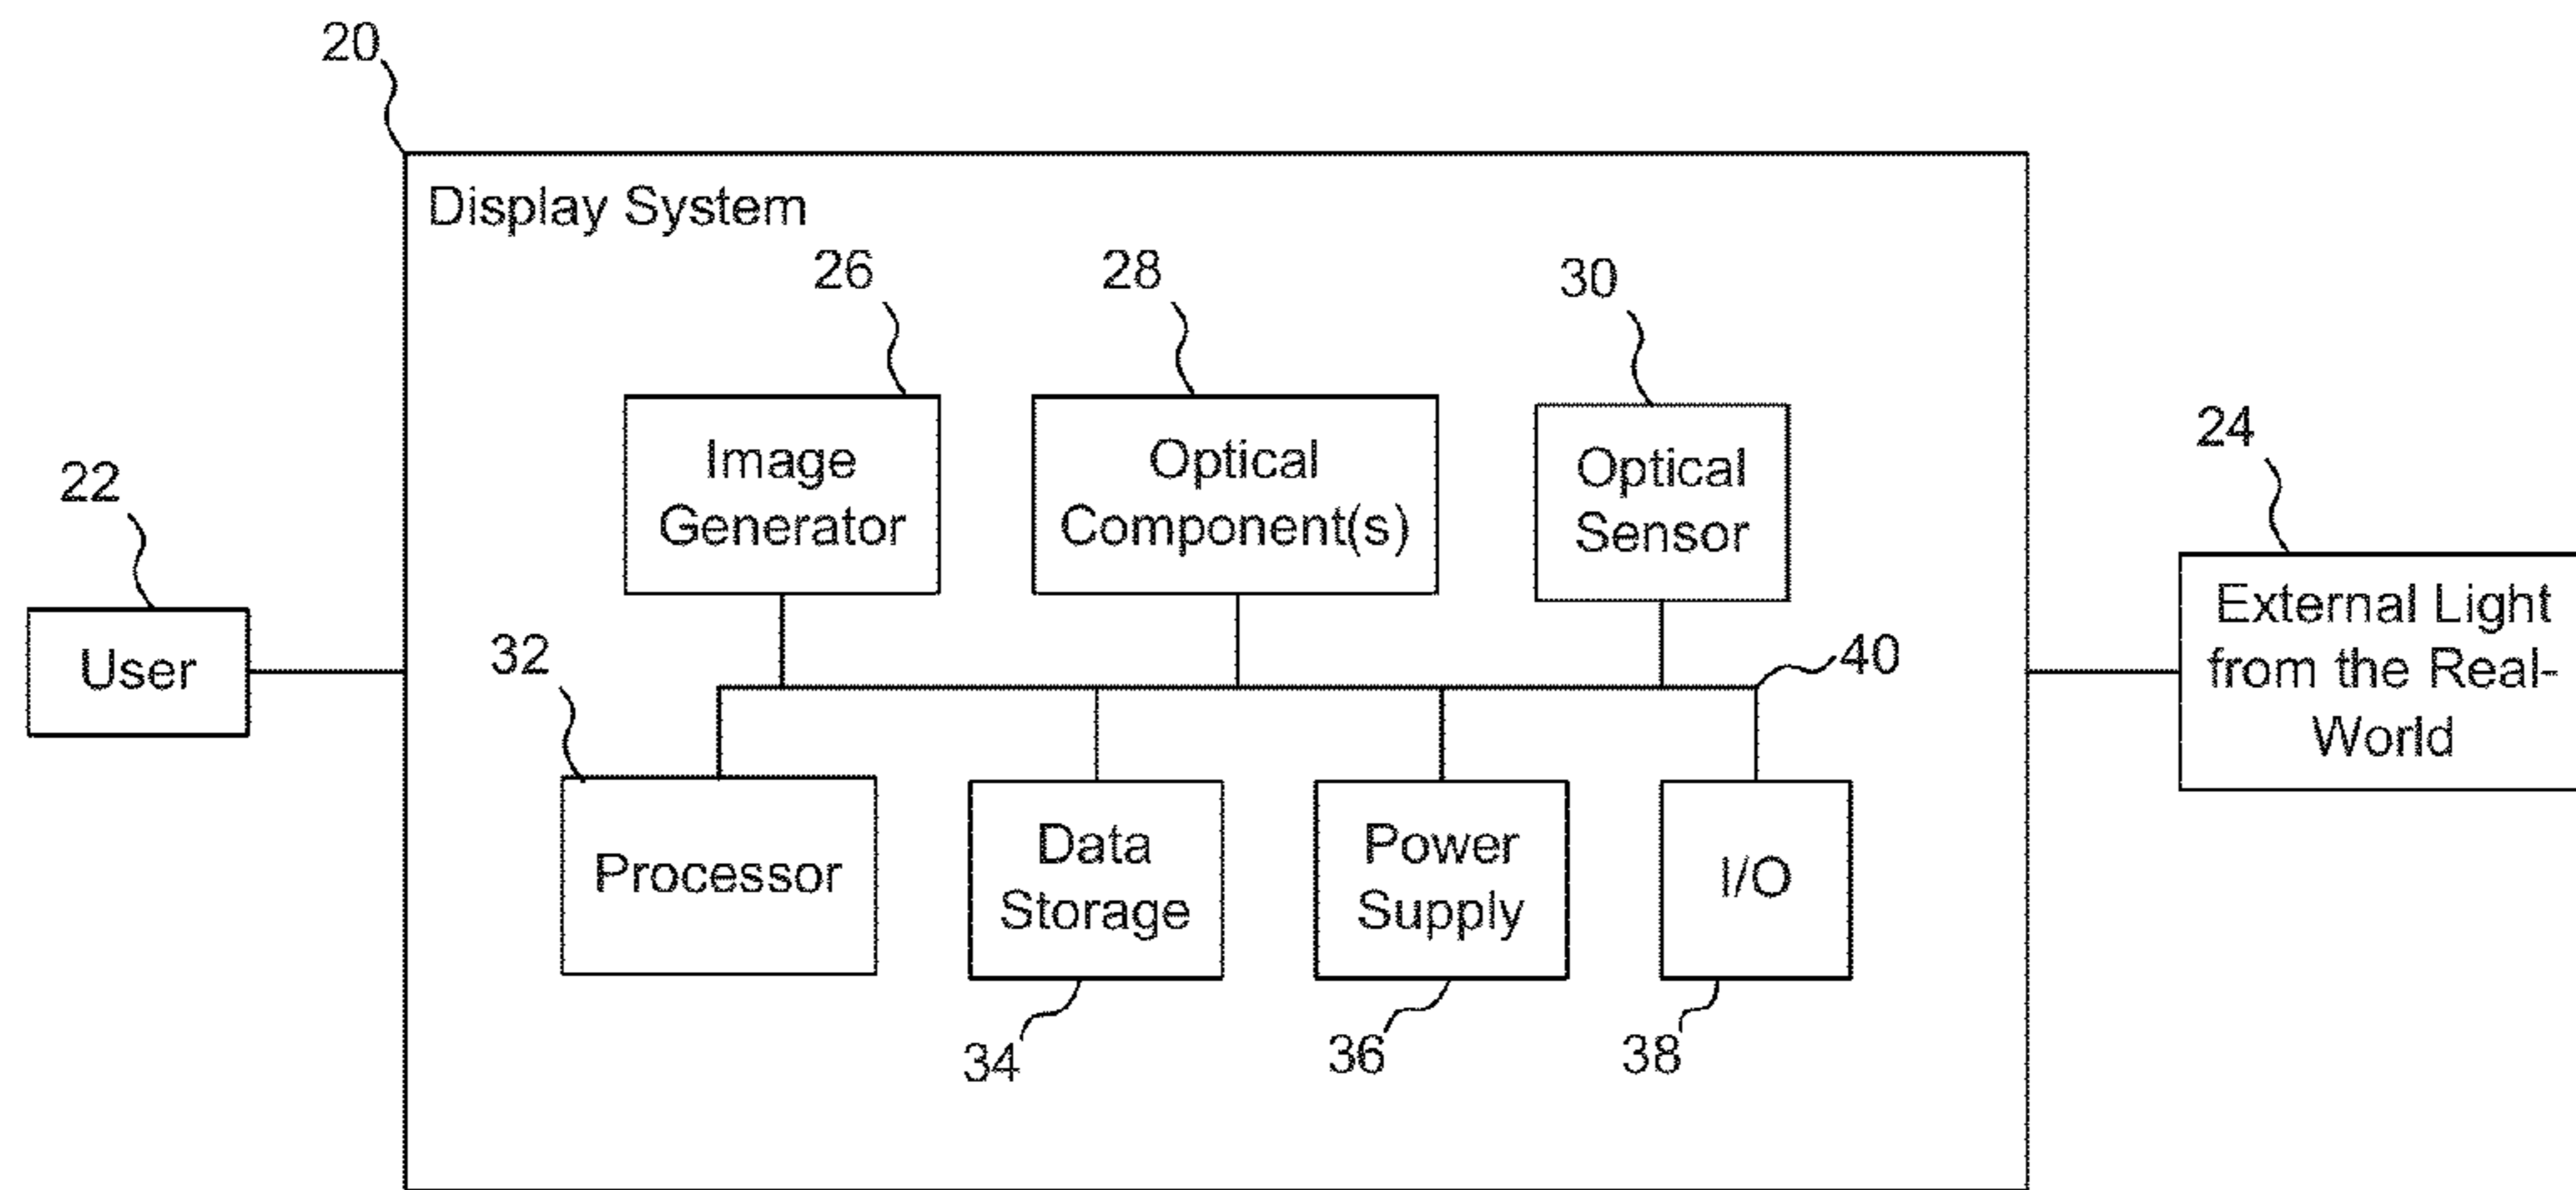 20
Display System
26
28
30
24
22
Image
Generator
Optical
Component(s)
Optical
Sensor
External Light
from the Real-
World
User
32
40
Processor
Data
Storage
Power
Supply
I/O
34
36
38